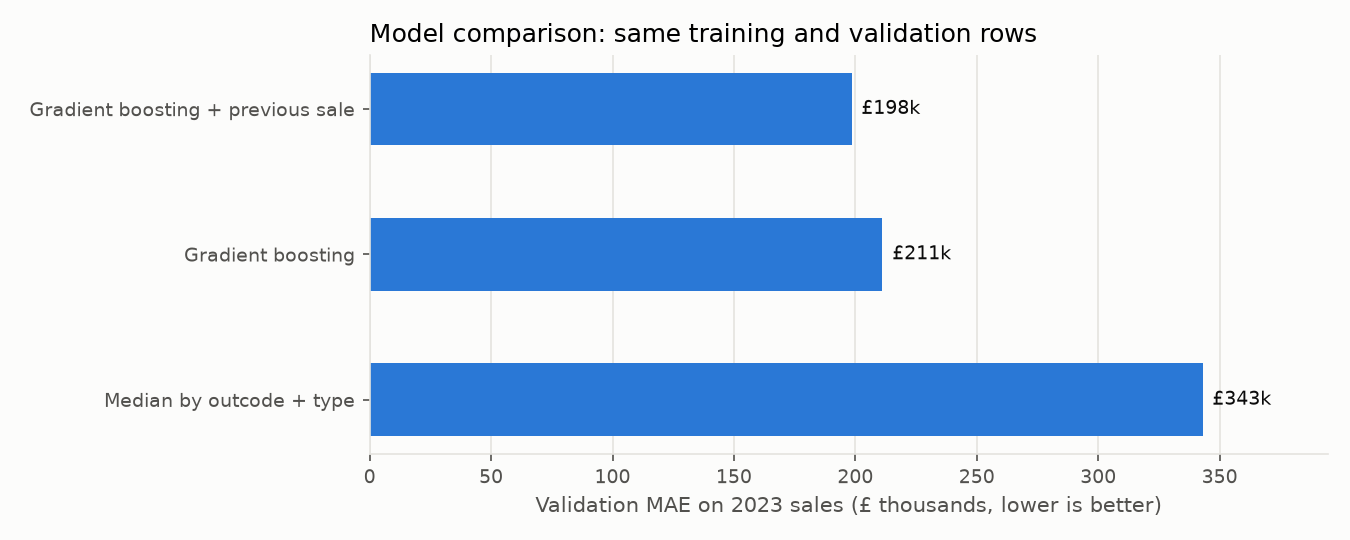 Model comparison: same training and validation rows
Gradient boosting + previous sale
£198k
Gradient boosting
£211k
Median by outcode + type
£343k
0 50 100 150 200 250 300 350
Validation MAE on 2023 sales (£ thousands, lower is better)